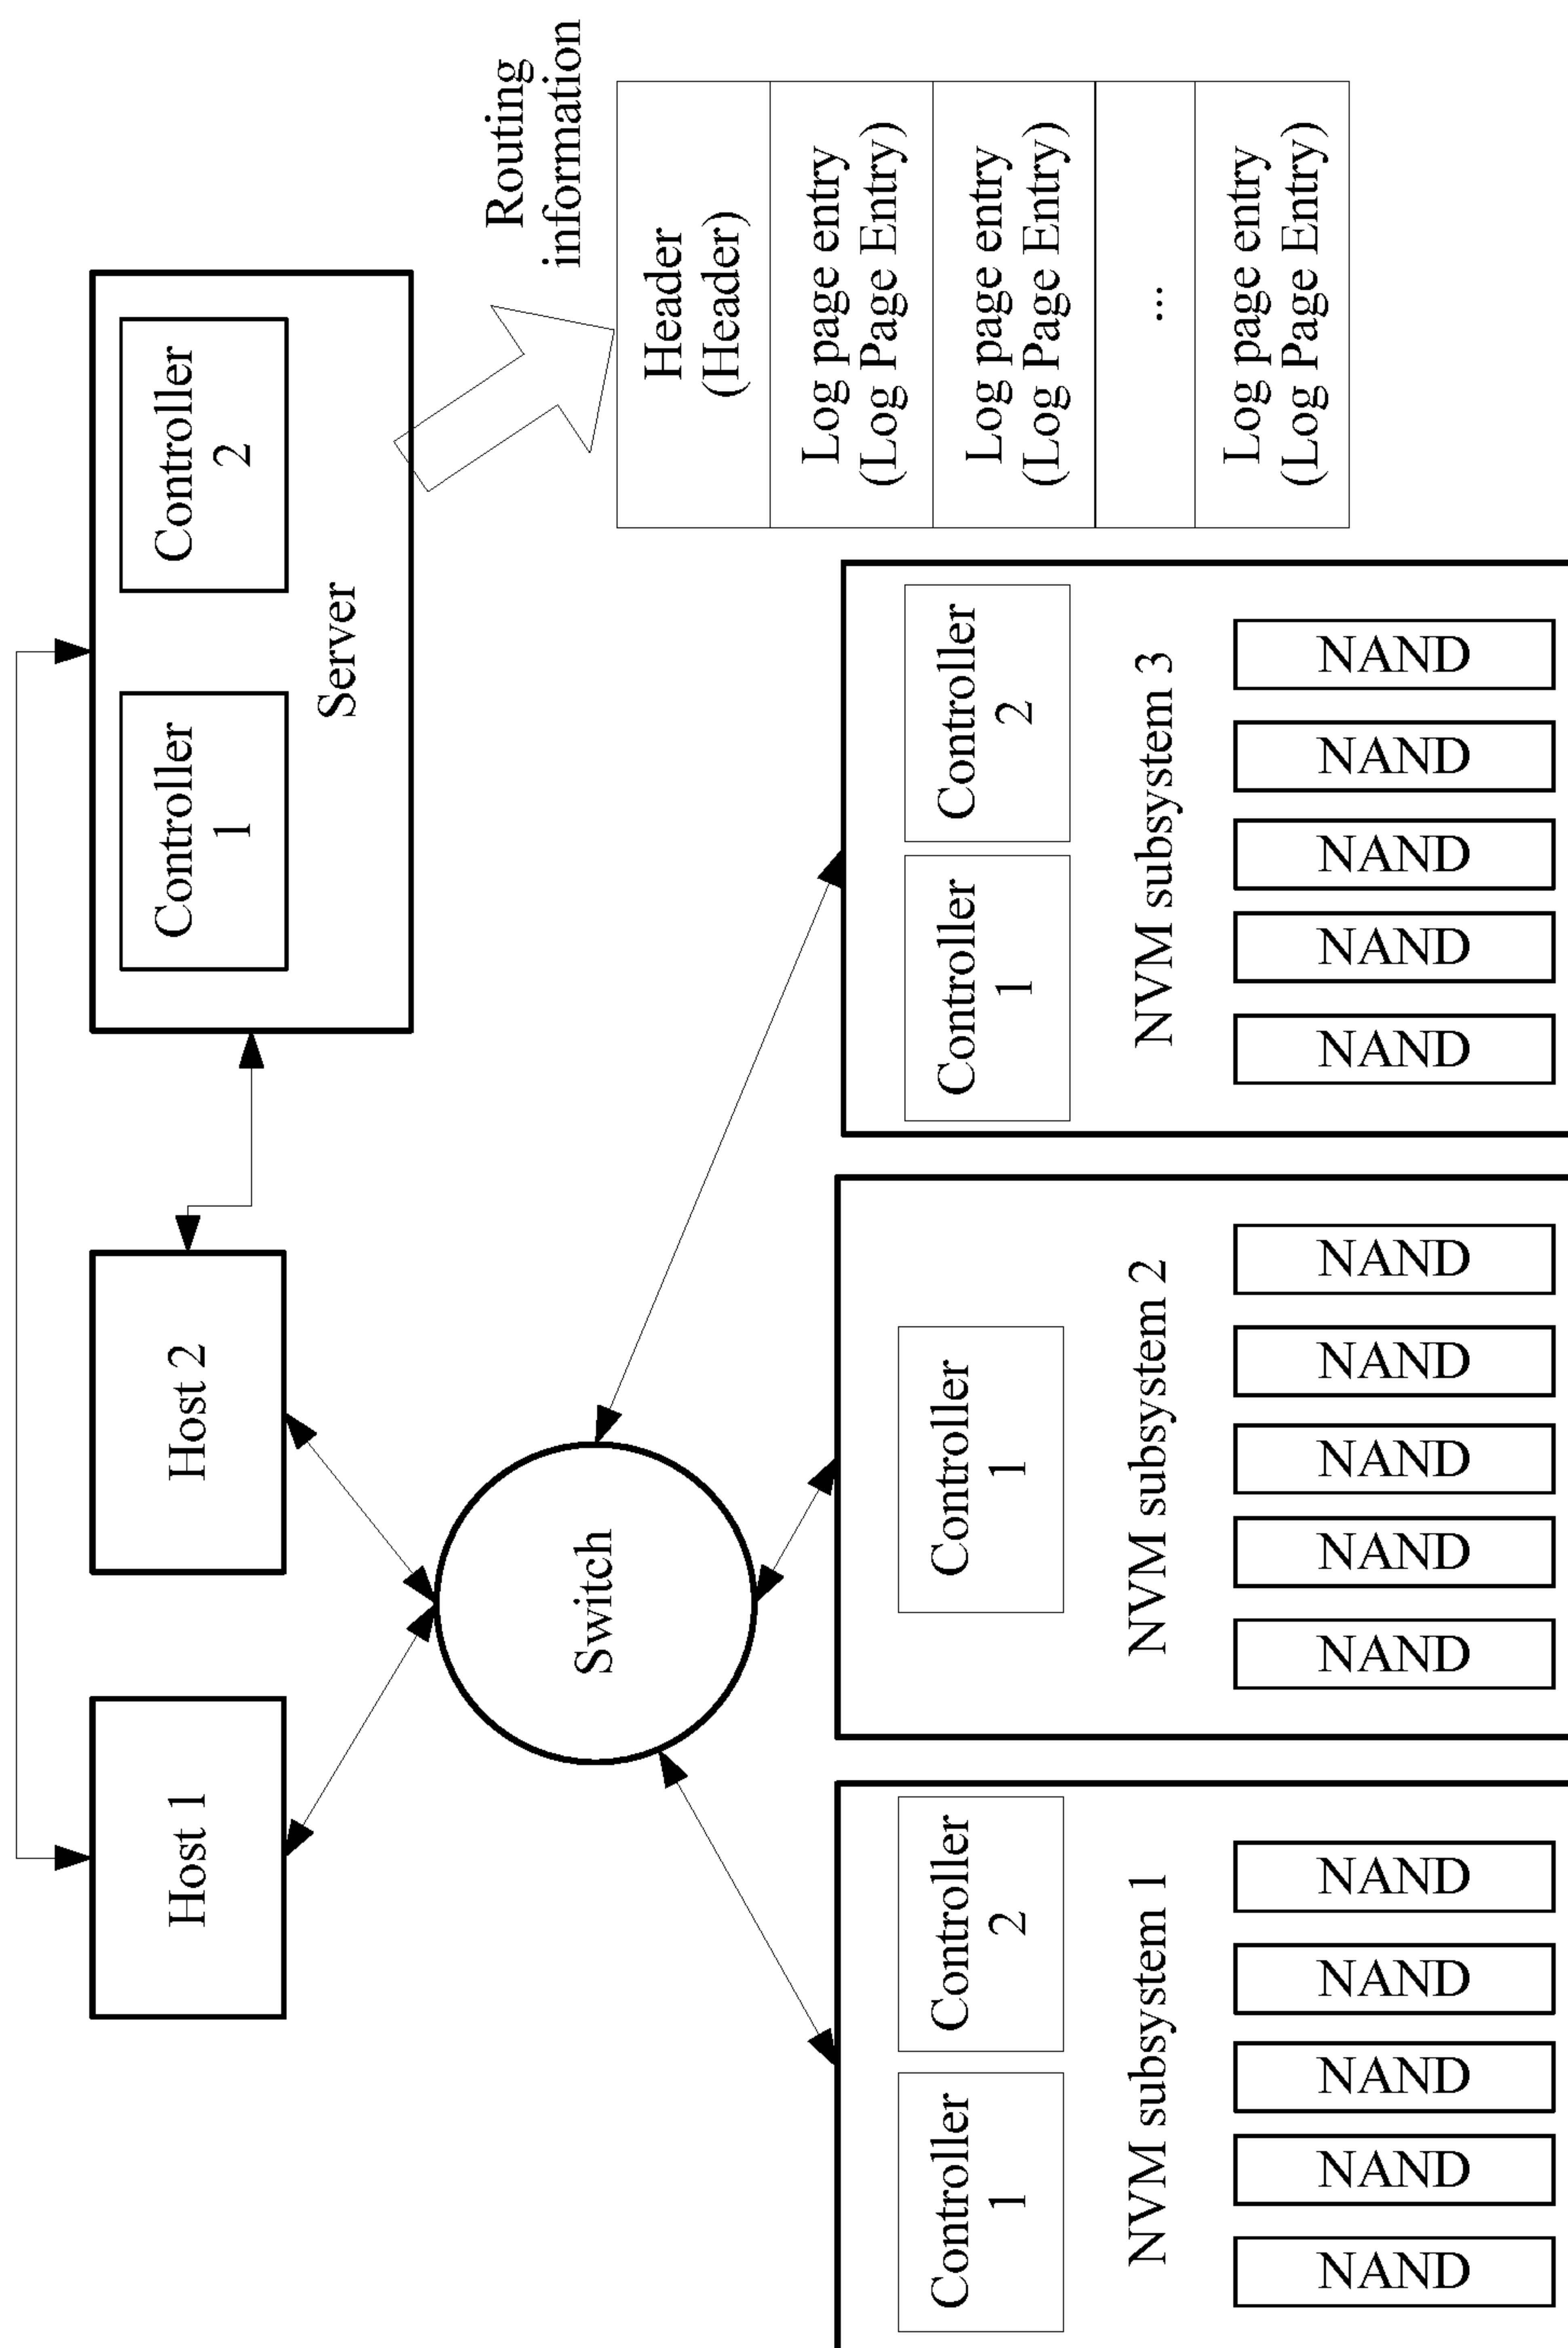 Host 1
Host 2
Controller
1
Controller
2
Server
Switch
Routing
information
Header
(Header)
Log page entry
(Log Page Entry)
Log page entry
(Log Page Entry)
...
Log page entry
(Log Page Entry)
Controller
1
Controller
2
NVM subsystem 1
NAND
NAND
NAND
NAND
NAND
Controller
1
NVM subsystem 2
NAND
NAND
NAND
NAND
NAND
Controller
1
Controller
2
NVM subsystem 3
NAND
NAND
NAND
NAND
NAND